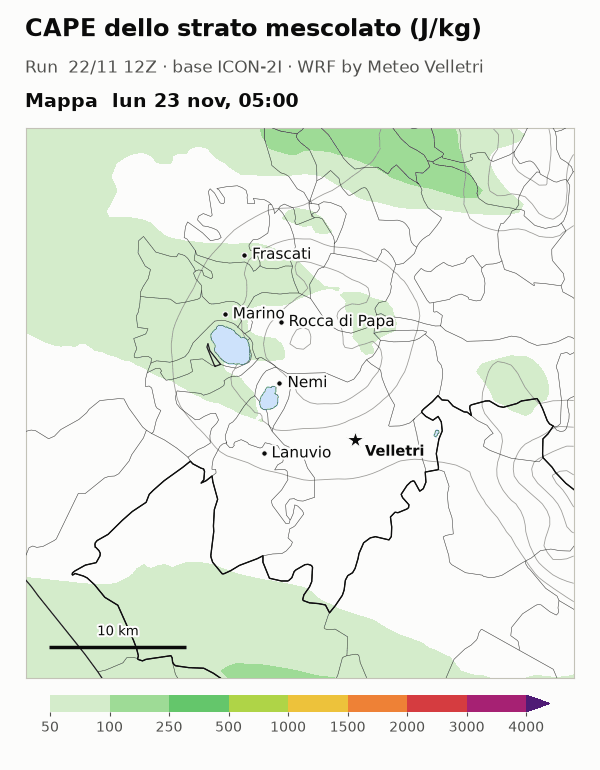 CAPE dello strato mescolato (J/kg)
Run  22/11 12Z · base ICON-2I · WRF by Meteo Velletri
Mappa  lun 23 nov, 05:00
Frascati
Marino
Rocca di Papa
Nemi
Velletri
Lanuvio
10 km
50 100 250 500 1000 1500 2000 3000 4000